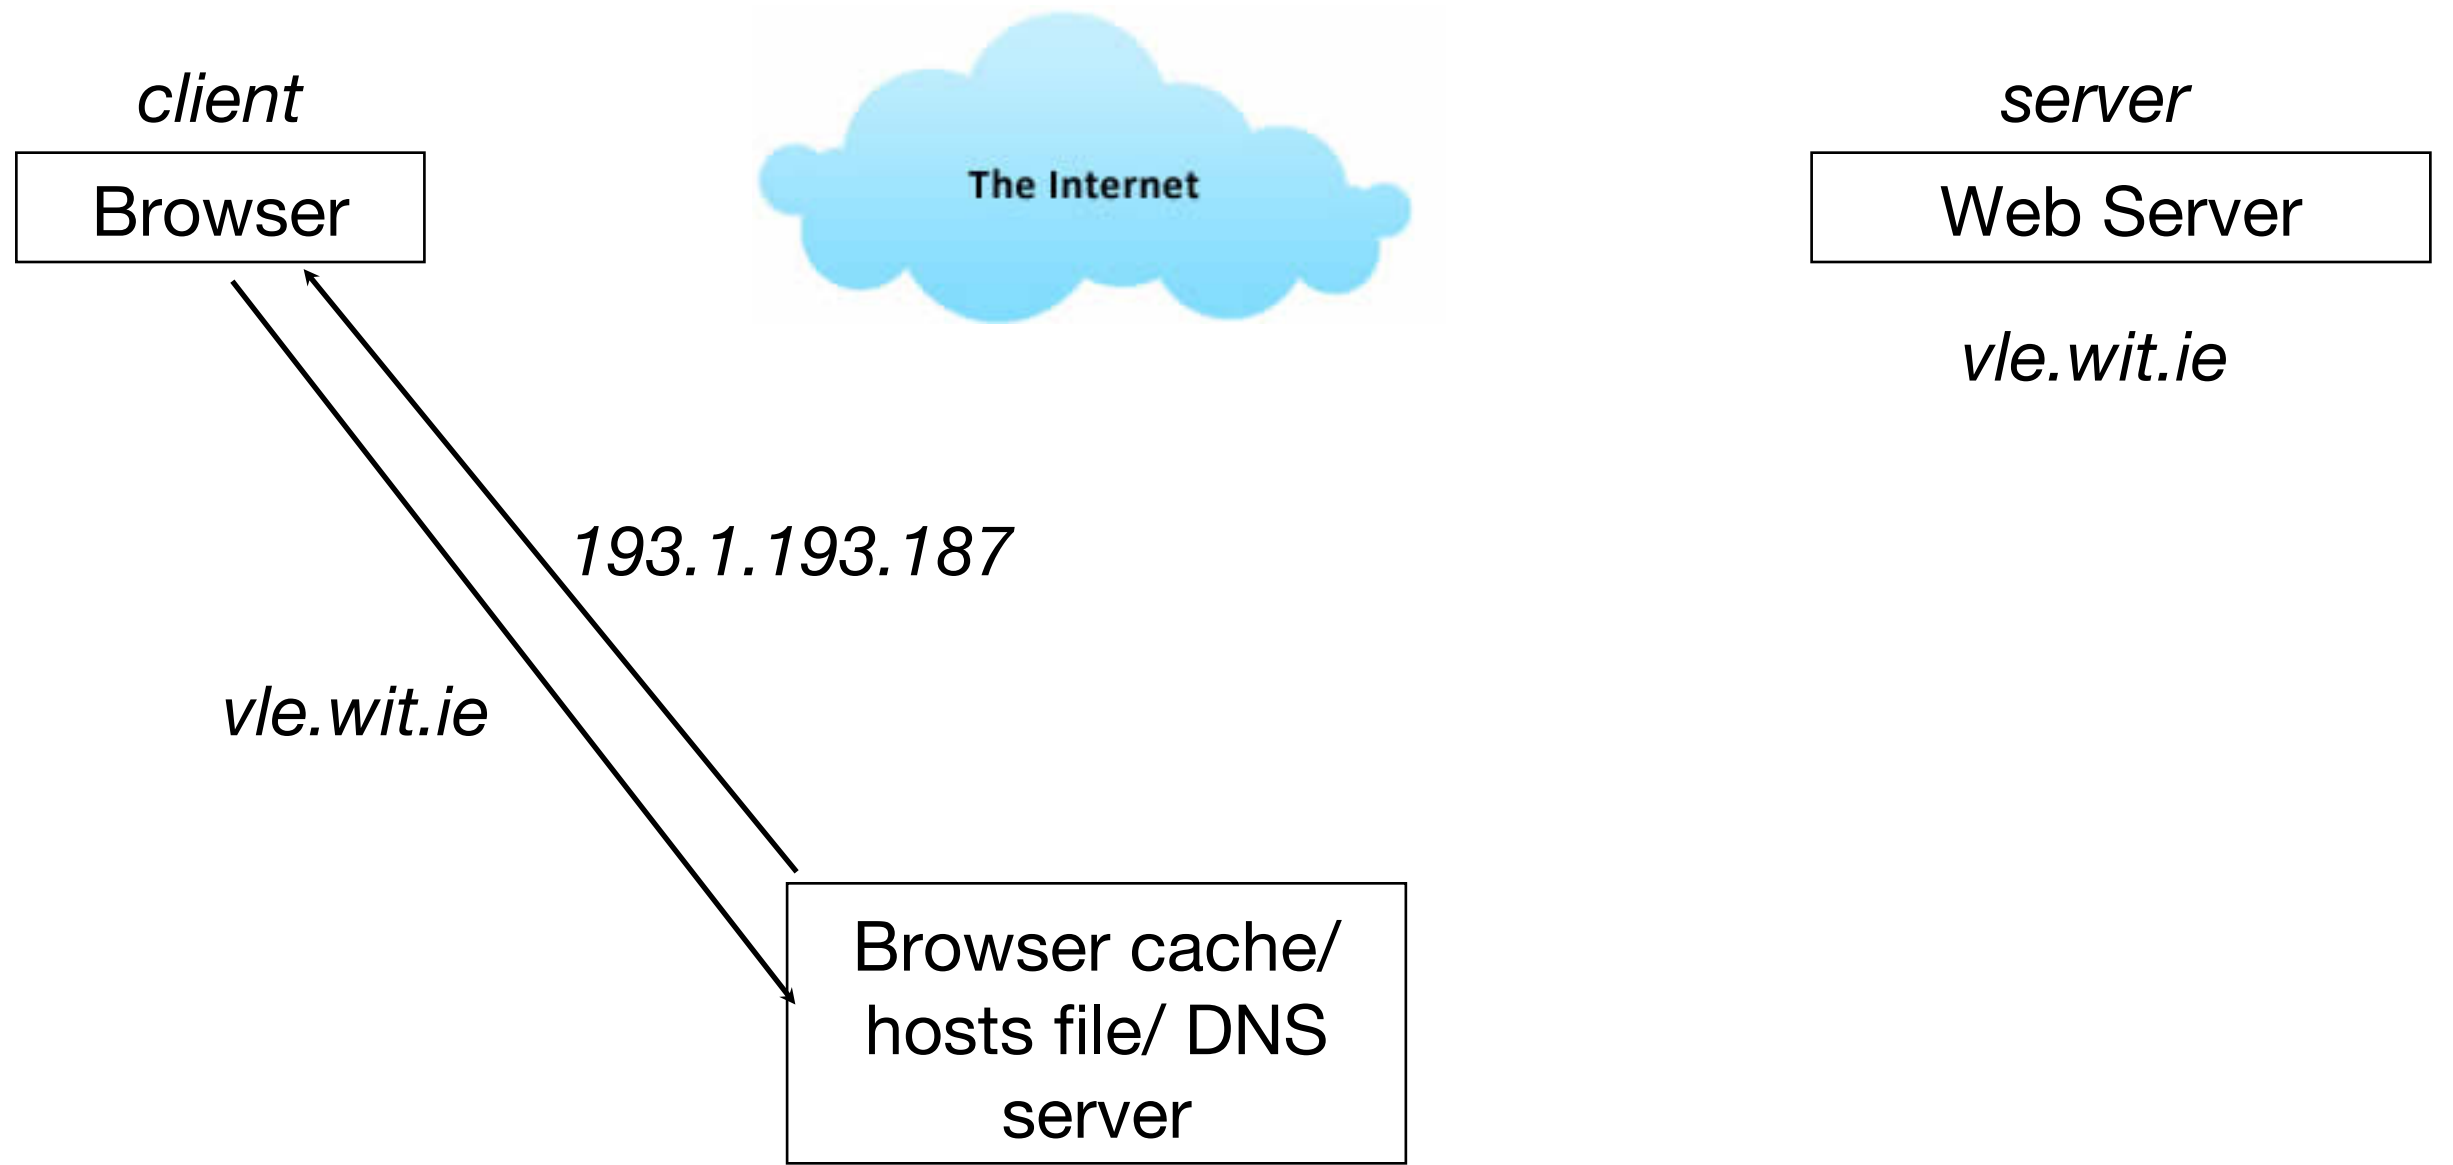 client
Browser
The Internet
server
Web Server
vle.wit.ie
193.1.193.187
vle.wit.ie
Browser cache/
hosts file/ DNS
server